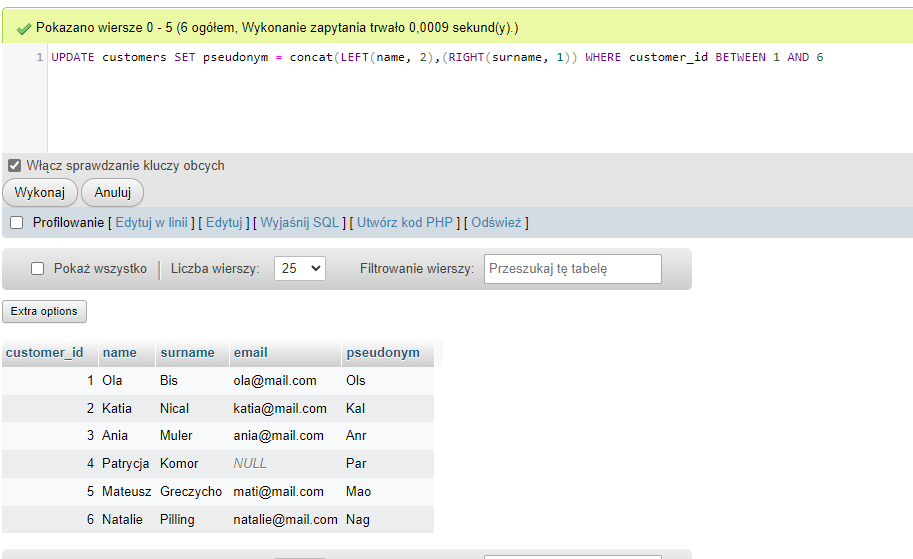 Pokazano wiersze 0 - 5 (6 ogółem, Wykonanie zapytania trwało 0,0009 sekund(y).)
1 UPDATE customers SET pseudonym = concat(LEFT(name, 2),(RIGHT(surname, 1)) WHERE customer_id BETWEEN 1 AND 6
Włącz sprawdzanie kluczy obcych
Wykonaj Anuluj
Profilowanie [ Edytuj w linii ] [ Edytuj ] [ Wyjaśnij SQL ] [ Utwórz kod PHP ] [ Odśwież ]
Pokaż wszystko Liczba wierszy: 25 Filtrowanie wierszy: Przeszukaj tę tabelę
Extra options
customer_id name surname email pseudonym
1 Ola Bis ola@mail.com Ols
2 Katia Nical katia@mail.com Kal
3 Ania Muler ania@mail.com Anr
4 Patrycja Komor NULL Par
5 Mateusz Greczycho mati@mail.com Mao
6 Natalie Pilling natalie@mail.com Nag